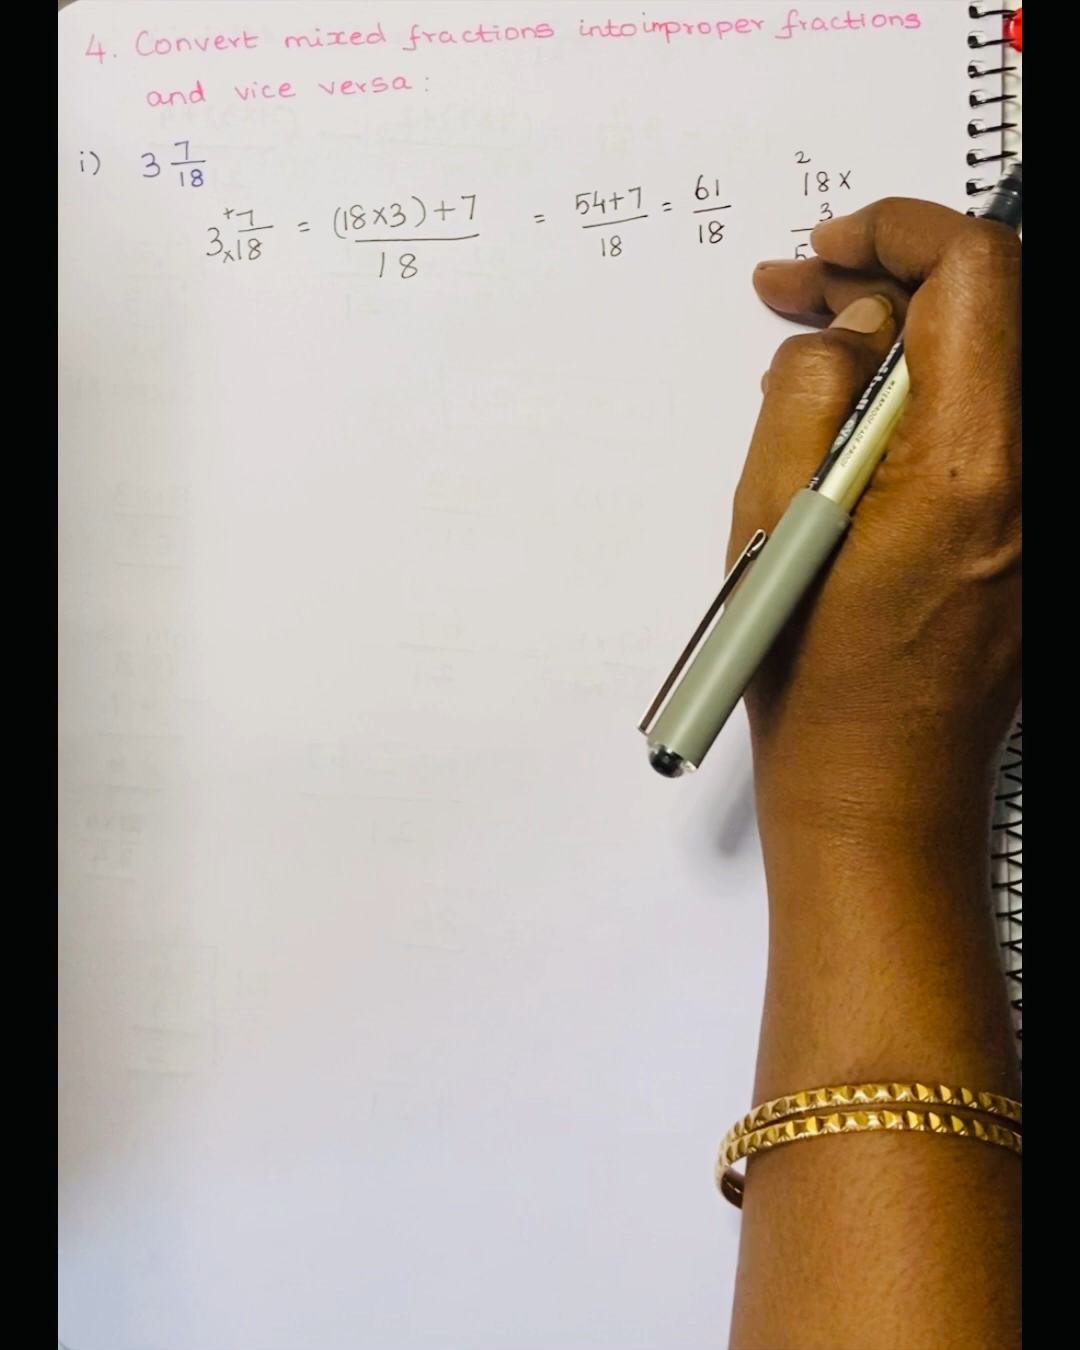 4. Convert mixed fractions into improper fractions
and vice versa :
i) 3 7/18
3 +7/×18 = (18×3)+7/18 = 54+7/18 = 61/18
2
18 ×
3
5